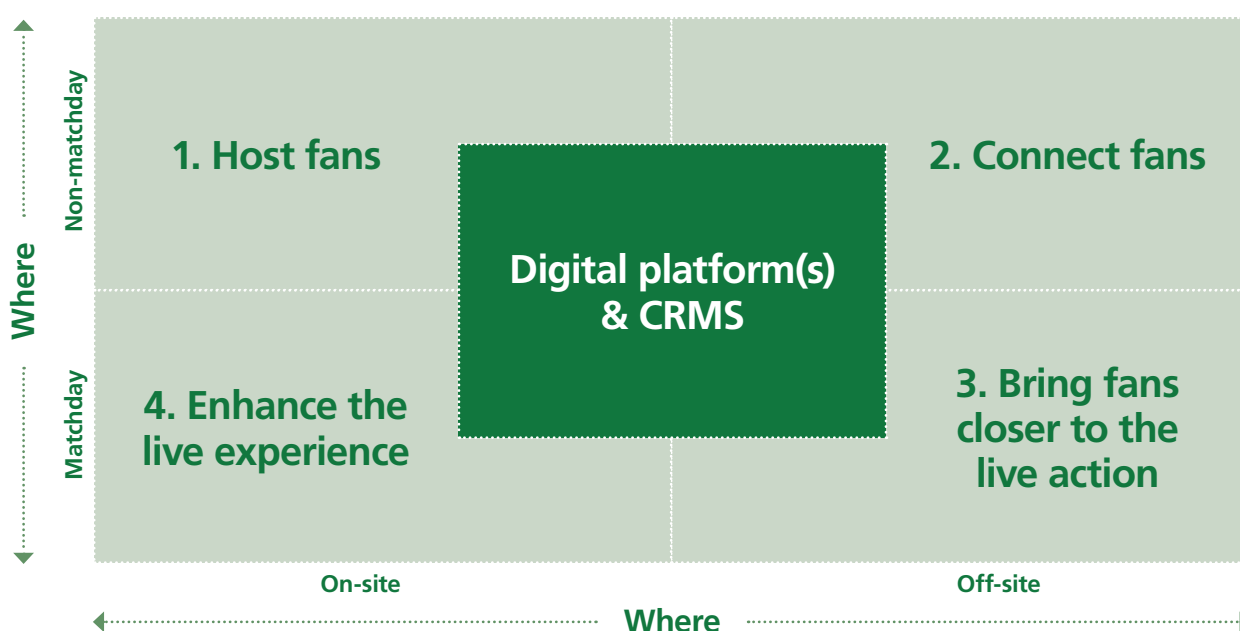 Where
Non-matchday
Matchday
1. Host fans
2. Connect fans
Digital platform(s)
& CRMS
4. Enhance the
live experience
3. Bring fans
closer to the
live action
On-site
Off-site
Where